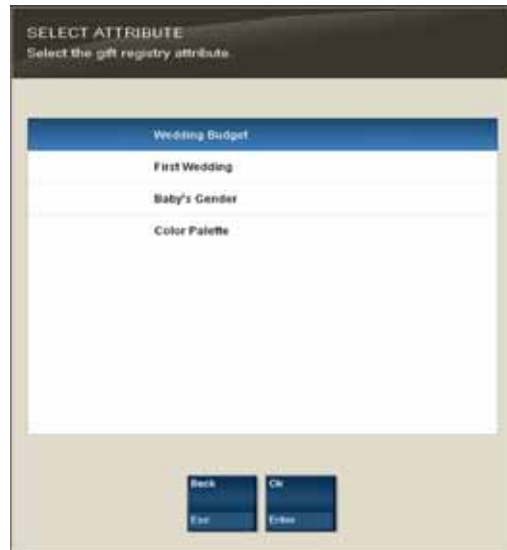 SELECT ATTRIBUTE
Select the gift registry attribute.
Wedding Budget
First Wedding
Baby's Gender
Color Palette
Back
Ok
Esc
Enter